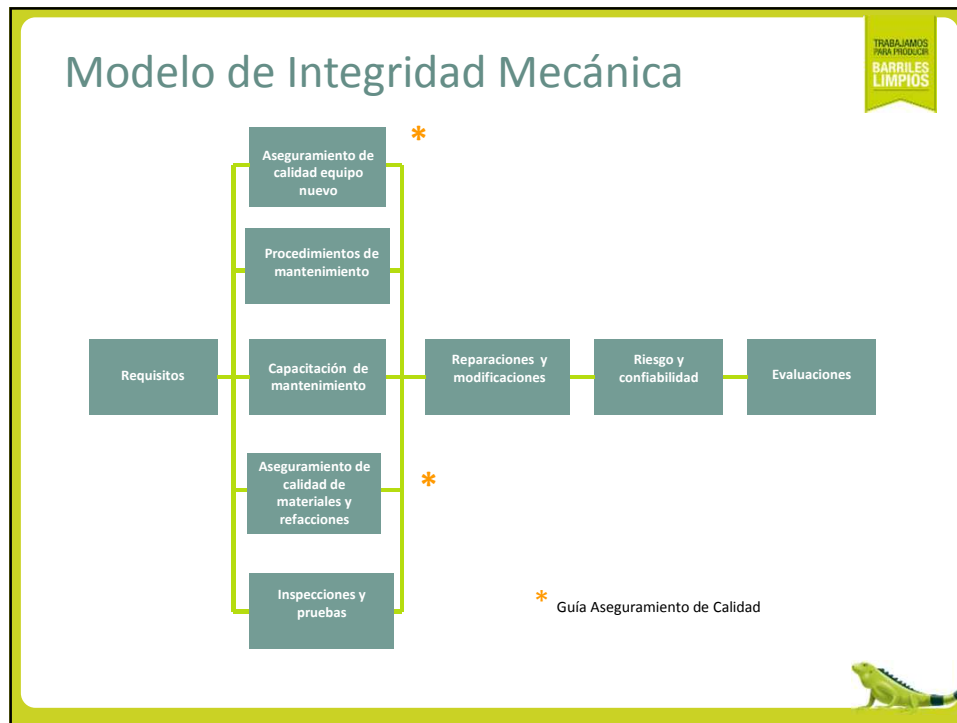 Modelo de Integridad Mecánica
TRABAJAMOS
PARA PRODUCIR
BARRILES
LIMPIOS
*
Aseguramiento de
calidad equipo
nuevo
Procedimientos de
mantenimiento
Requisitos
Capacitación de
mantenimiento
Reparaciones y
modificaciones
Riesgo y
confiabilidad
Evaluaciones
Aseguramiento de
calidad de
materiales y
refacciones
*
Inspecciones y
pruebas
* Guía Aseguramiento de Calidad